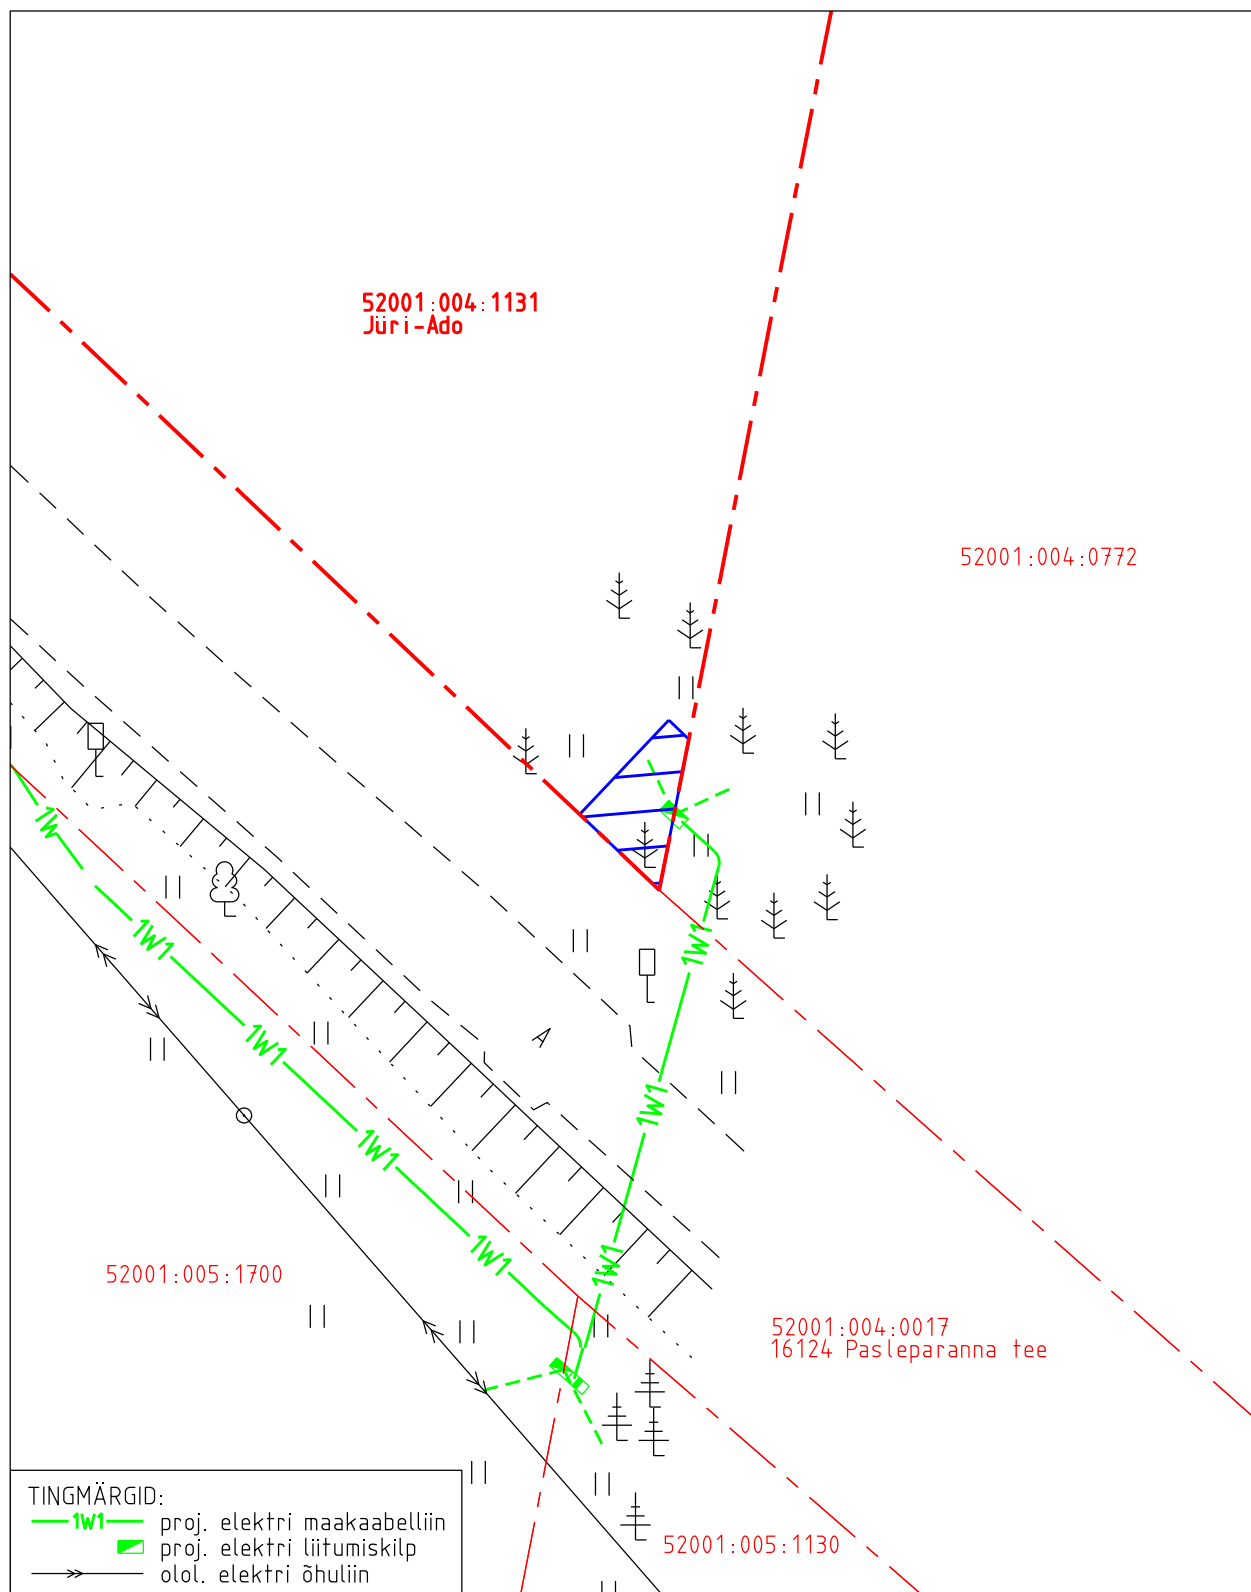 52001:004:1131
Jüri-Ado
52001:004:0772
1W
1W1
1W1
A
1W1
1W1
1W1
1W1
52001:005:1700
1W1
52001:004:0017
16124 Pasleparanna tee
TINGMÄRGID:
1W1 proj. elektri maakaabelliin
proj. elektri liitumiskilp
olol. elektri õhuliin
52001:005:1130